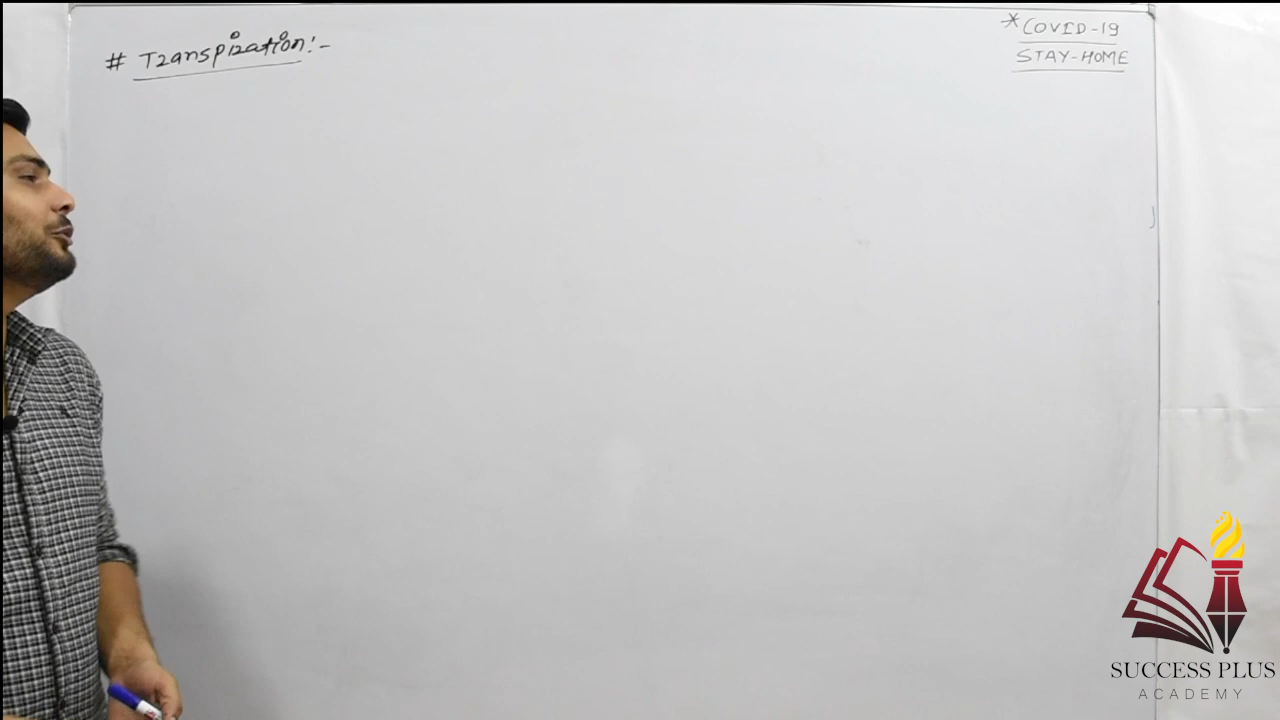 # Transpiration:-
* COVID-19
STAY-HOME
SUCCESS PLUS
ACADEMY